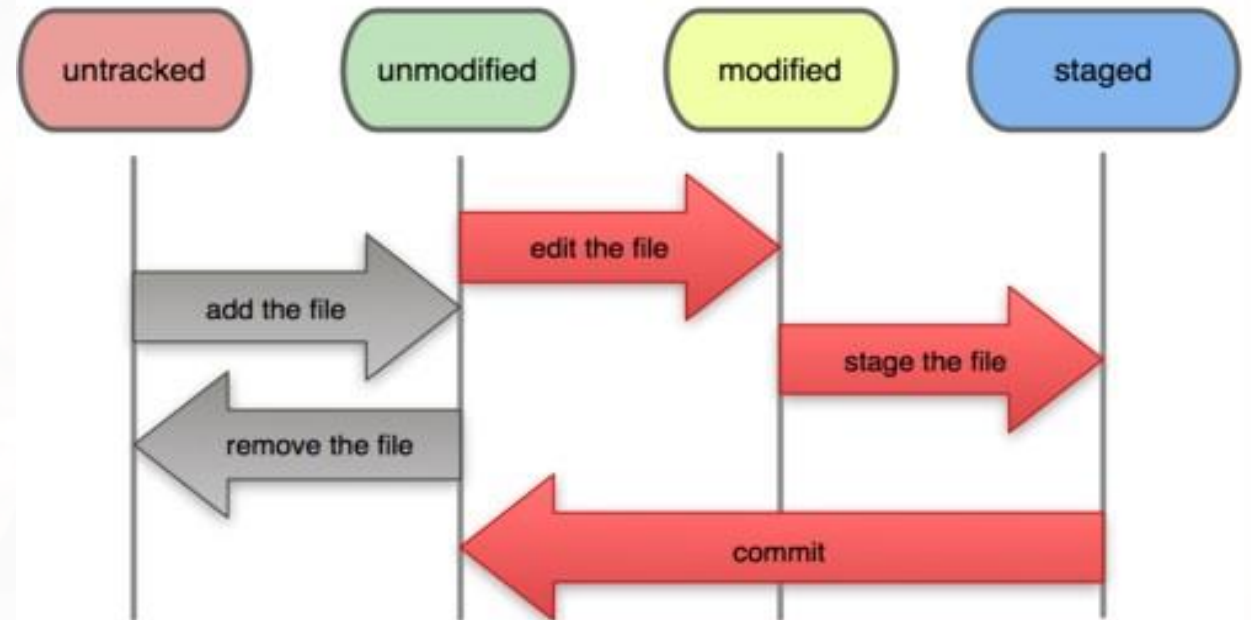 untracked
unmodified
modified
staged
edit the file
add the file
stage the file
remove the file
commit